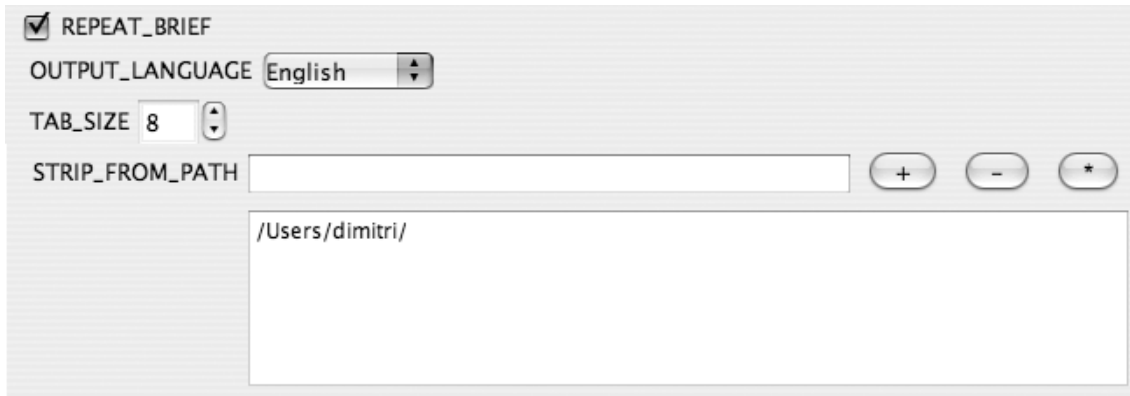 REPEAT_BRIEF
OUTPUT_LANGUAGE English
TAB_SIZE 8
STRIP_FROM_PATH + - *
/Users/dimitri/